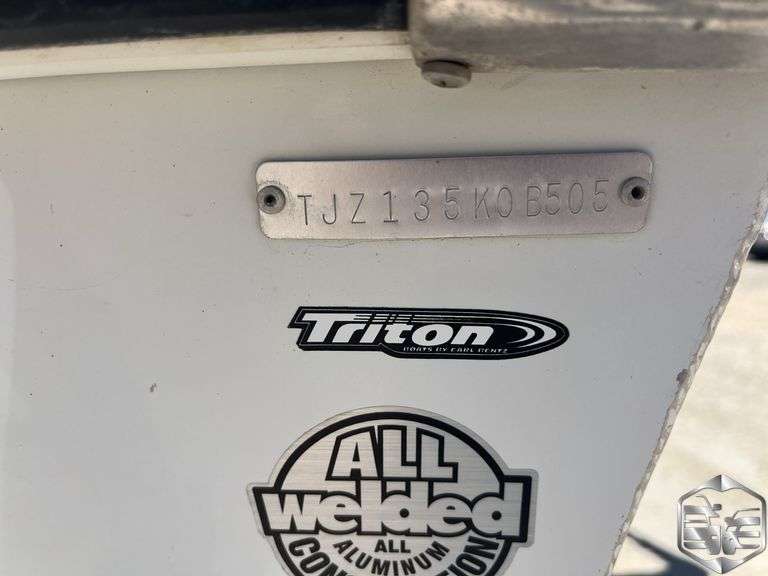 TJZ135K0B505
Triton
BOATS BY EARL BENTZ
ALL
welded
ALL
ALUMINUM